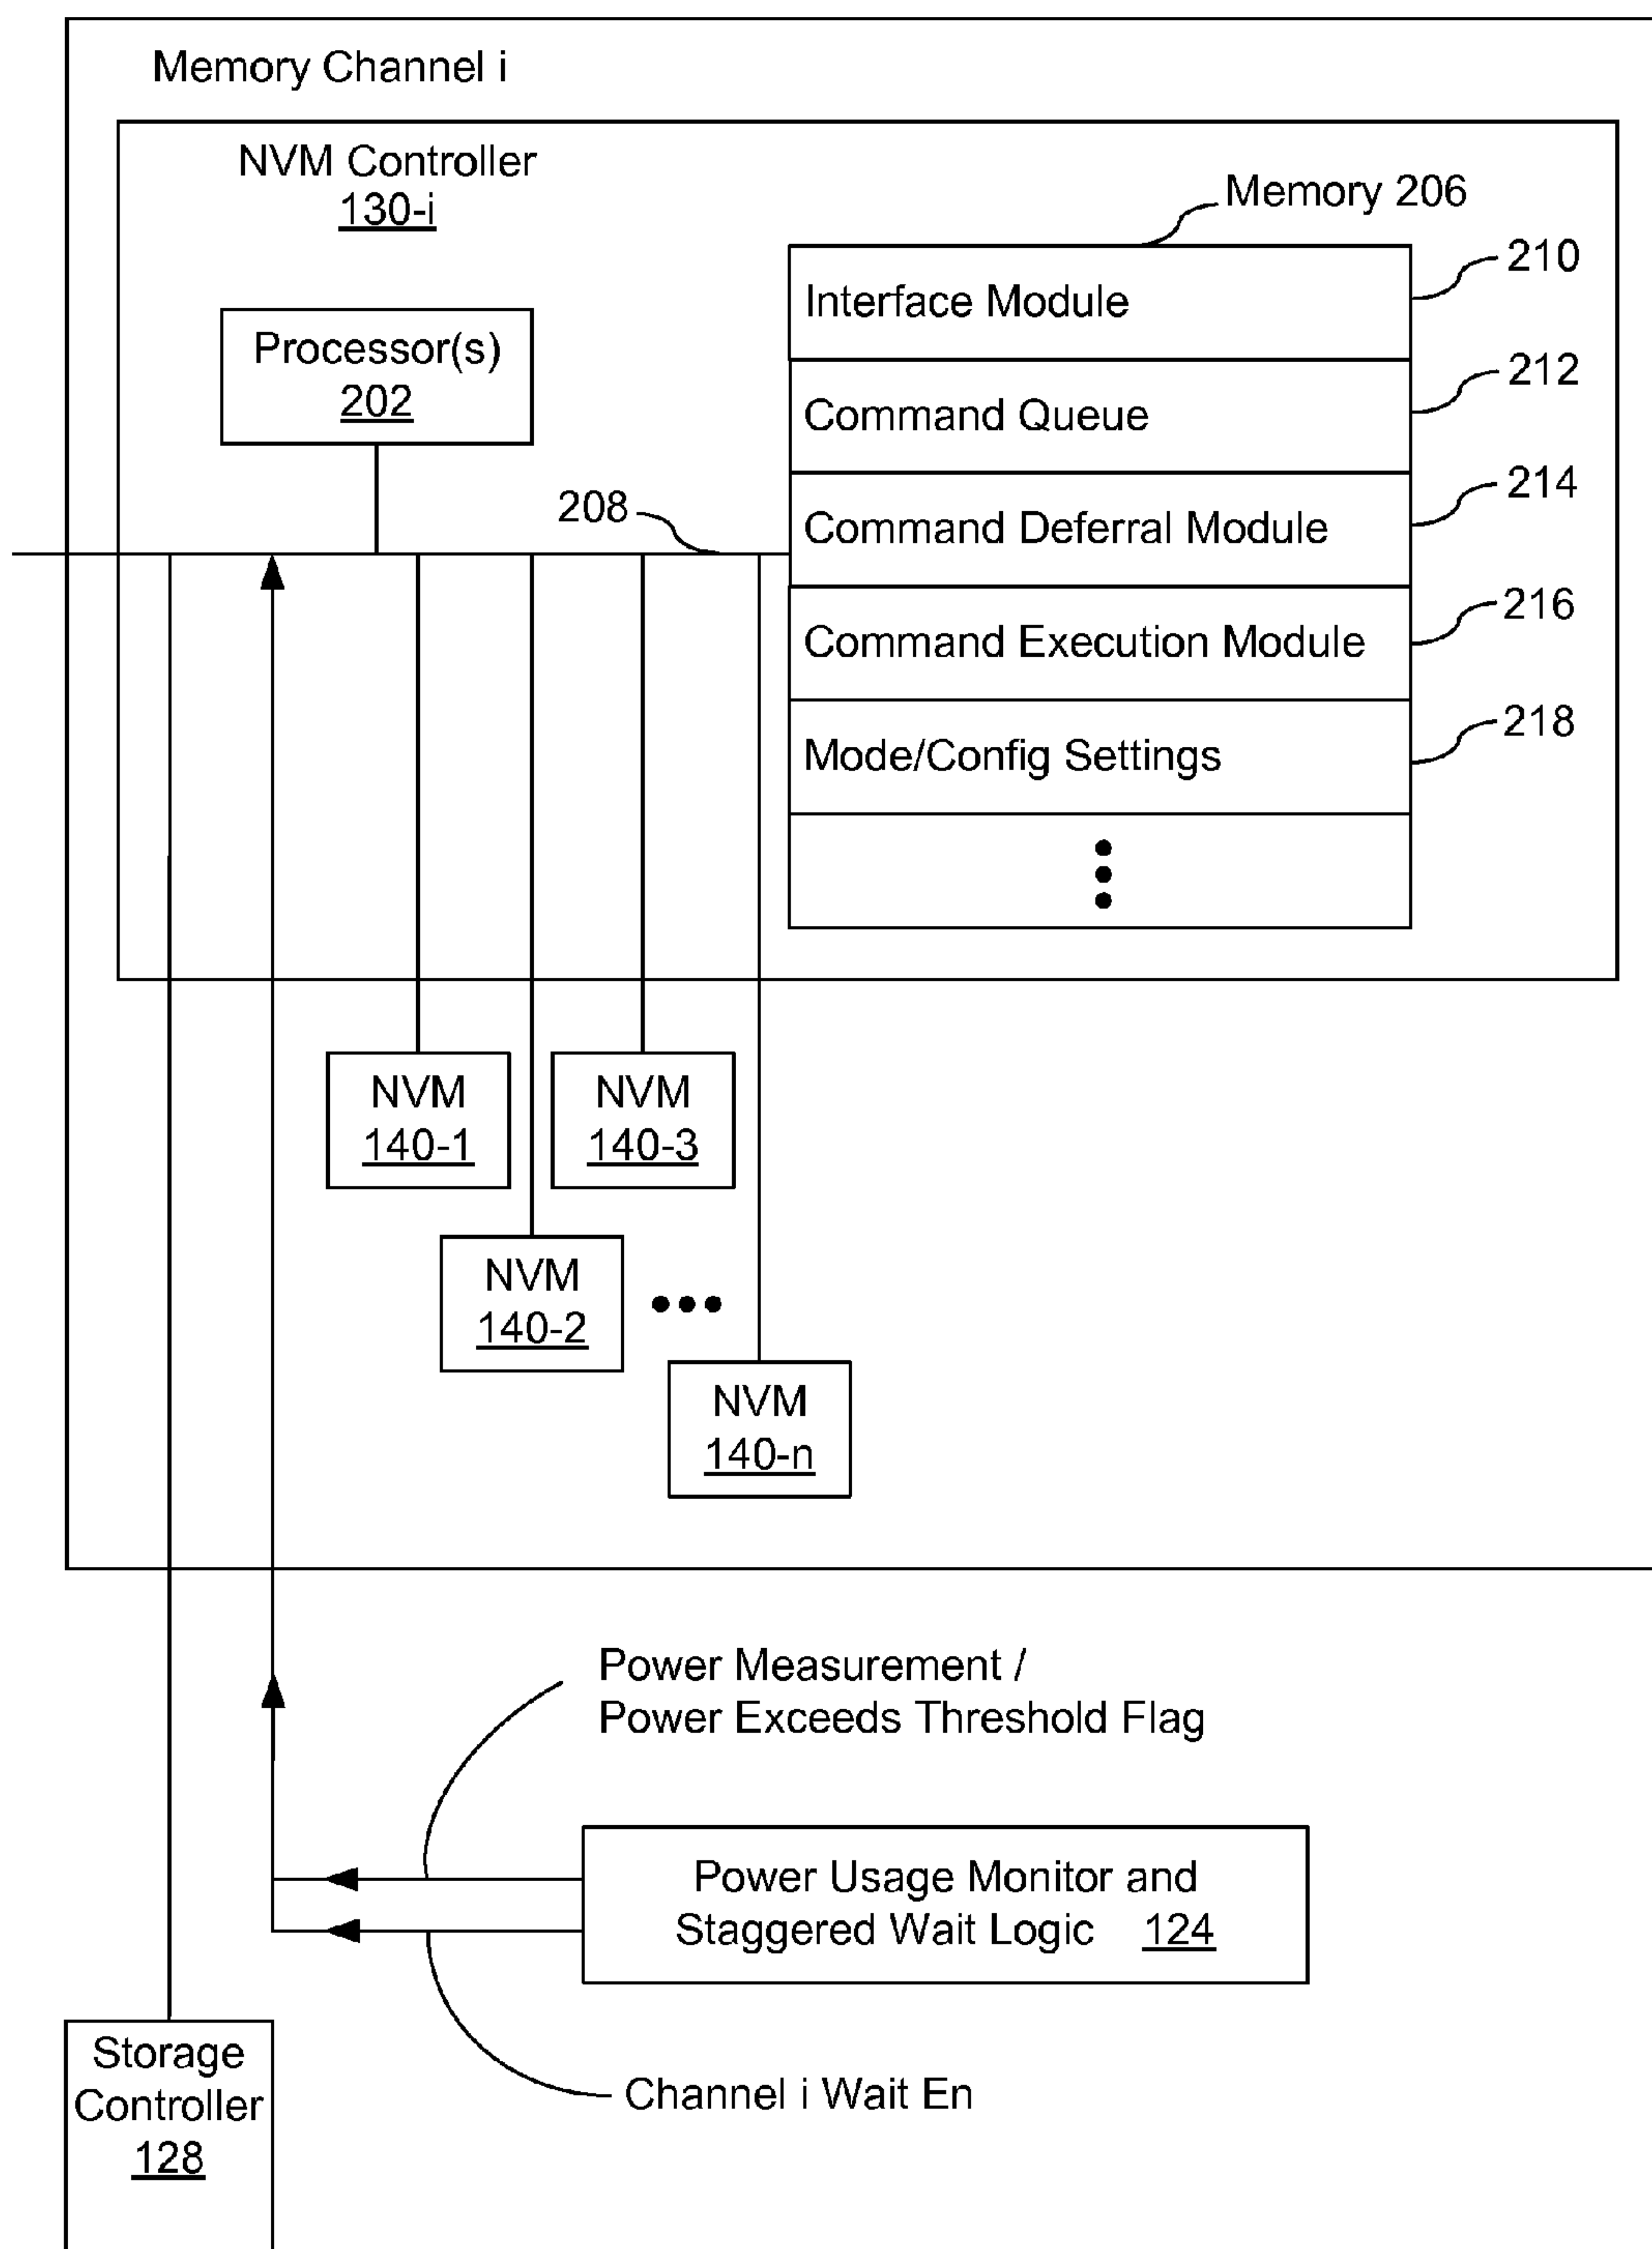 Memory Channel i
NVM Controller
130-i
Memory 206
Processor(s)
202
Interface Module
210
Command Queue
212
208
Command Deferral Module
214
Command Execution Module
216
Mode/Config Settings
218
NVM
140-1
NVM
140-3
NVM
140-2
NVM
140-n
Power Measurement /
Power Exceeds Threshold Flag
Power Usage Monitor and
Staggered Wait Logic 124
Channel i Wait En
Storage
Controller
128